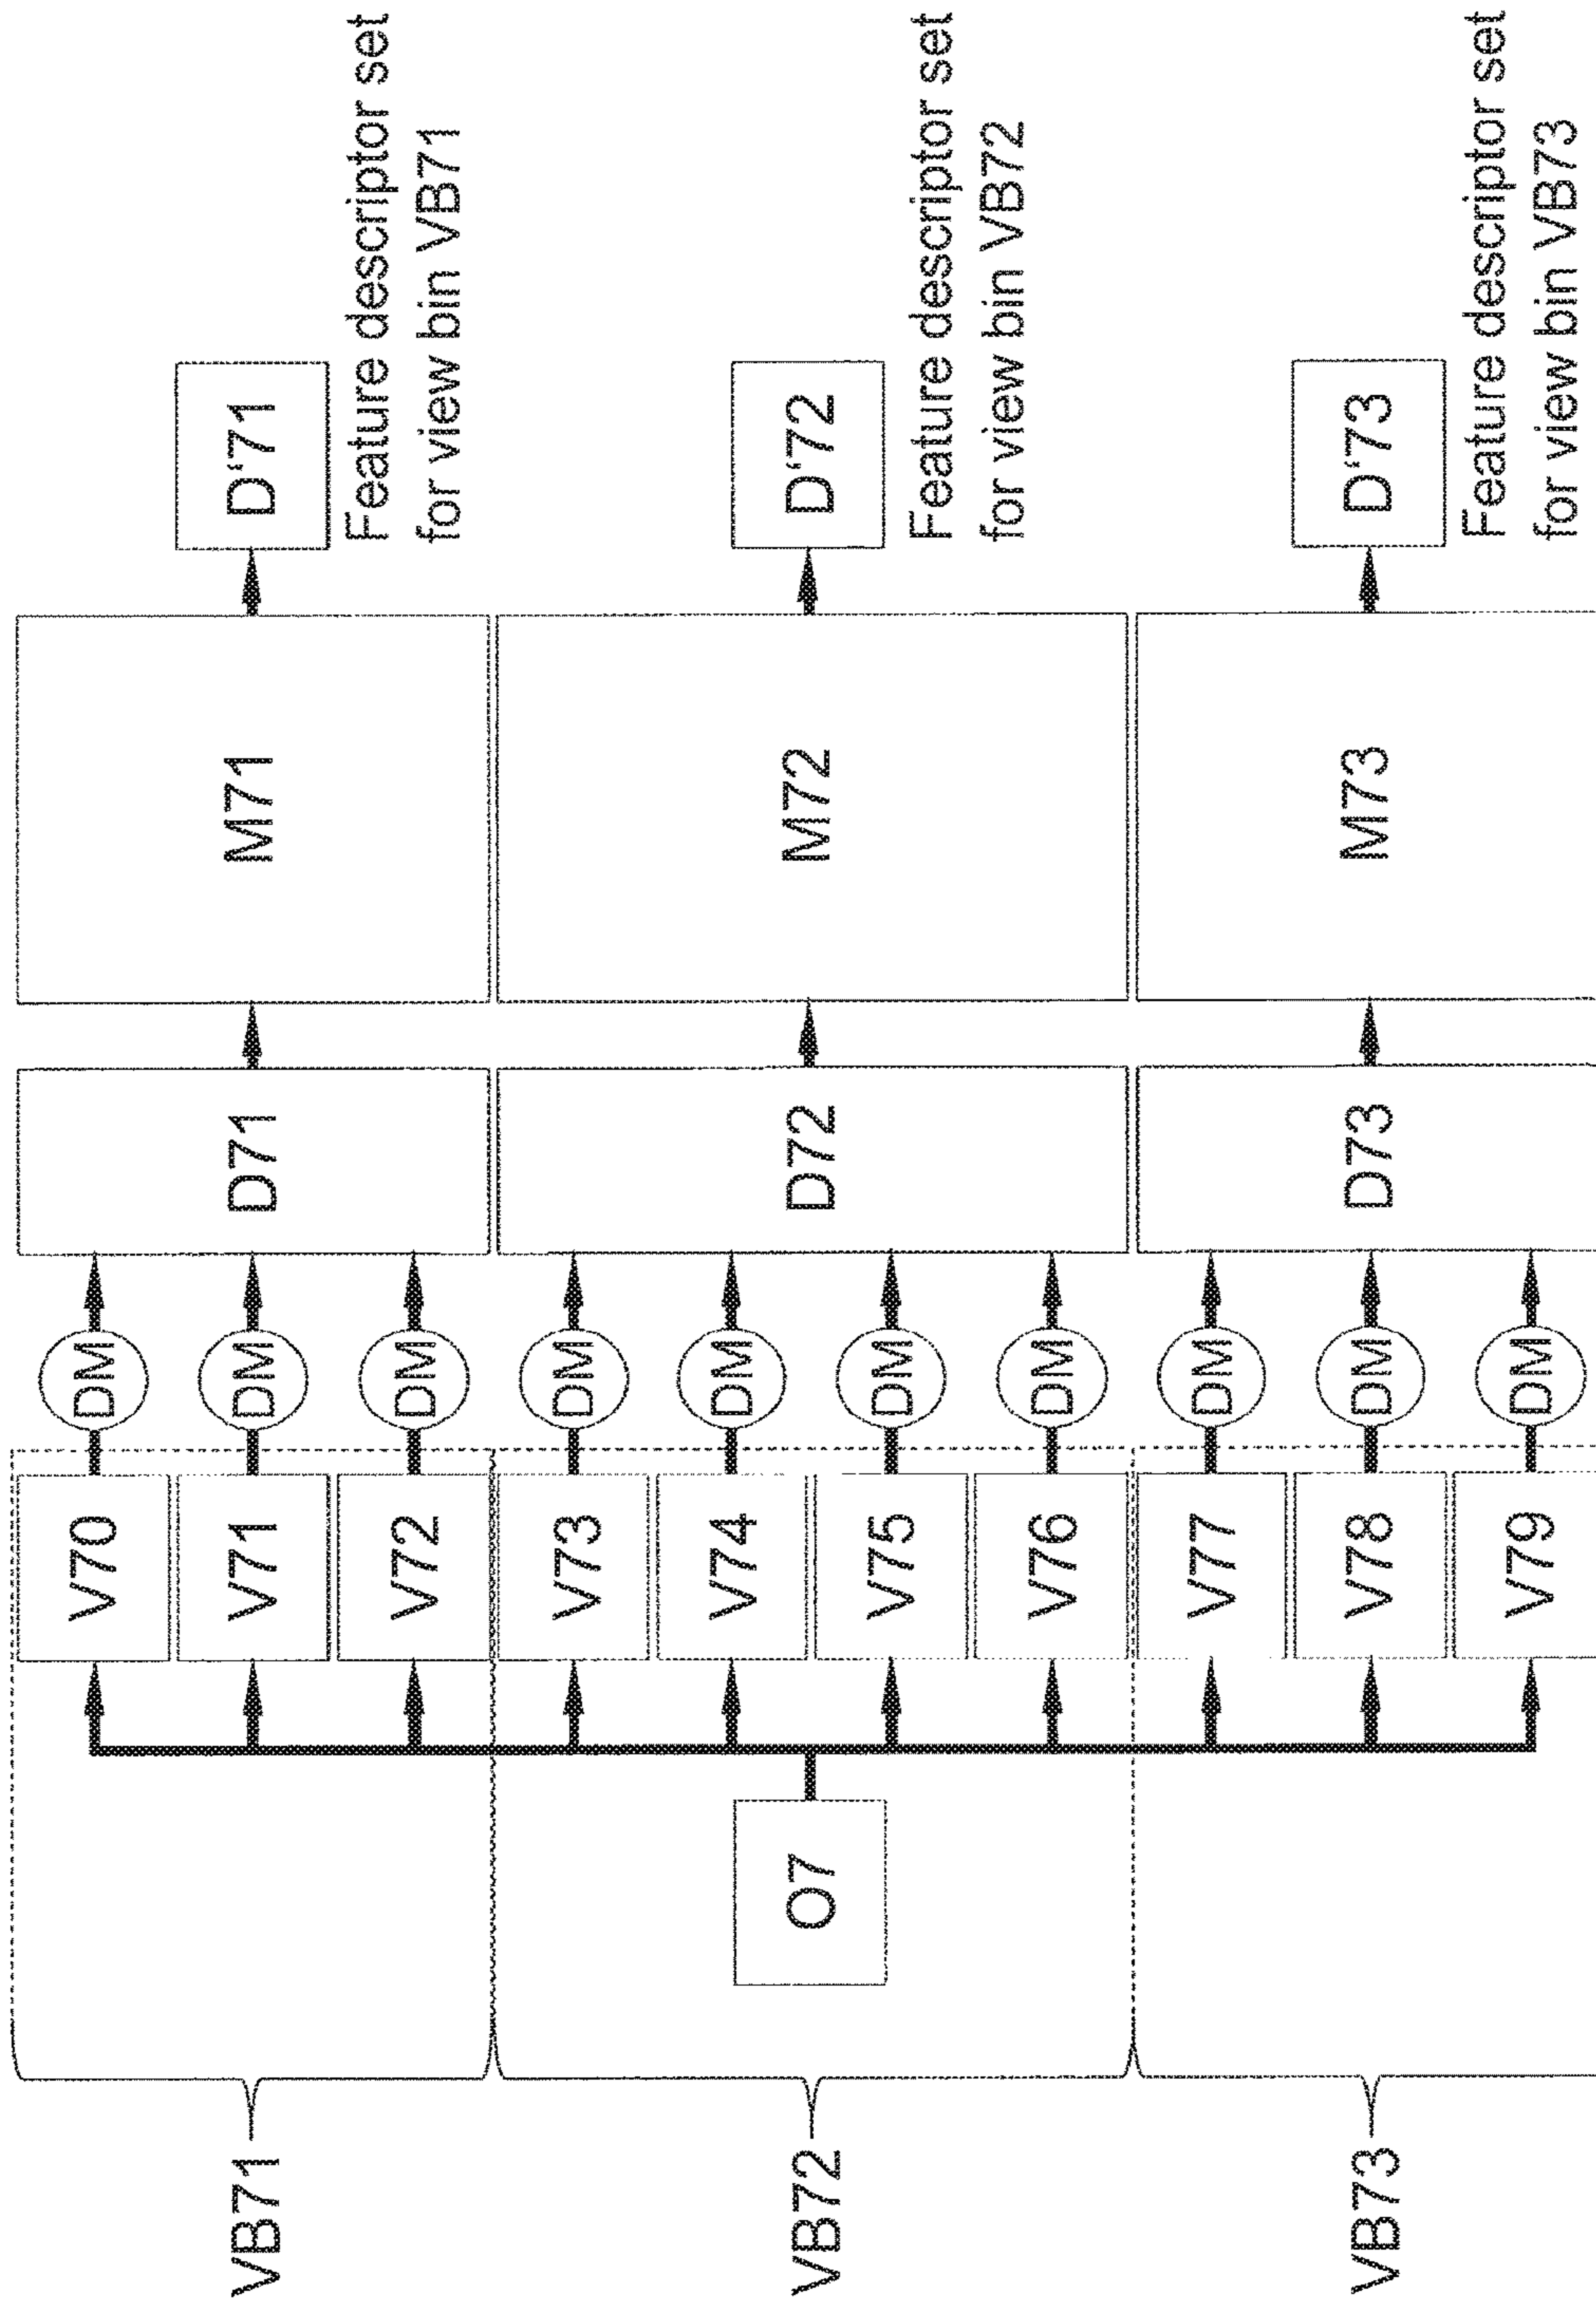 VB71
VB72
VB73
O7
V70
V71
V72
V73
V74
V75
V76
V77
V78
V79
DM
DM
DM
DM
DM
DM
DM
DM
DM
DM
D71
D72
D73
M71
M72
M73
D'71
D'72
D'73
Feature descriptor set
for view bin VB71
Feature descriptor set
for view bin VB72
Feature descriptor set
for view bin VB73